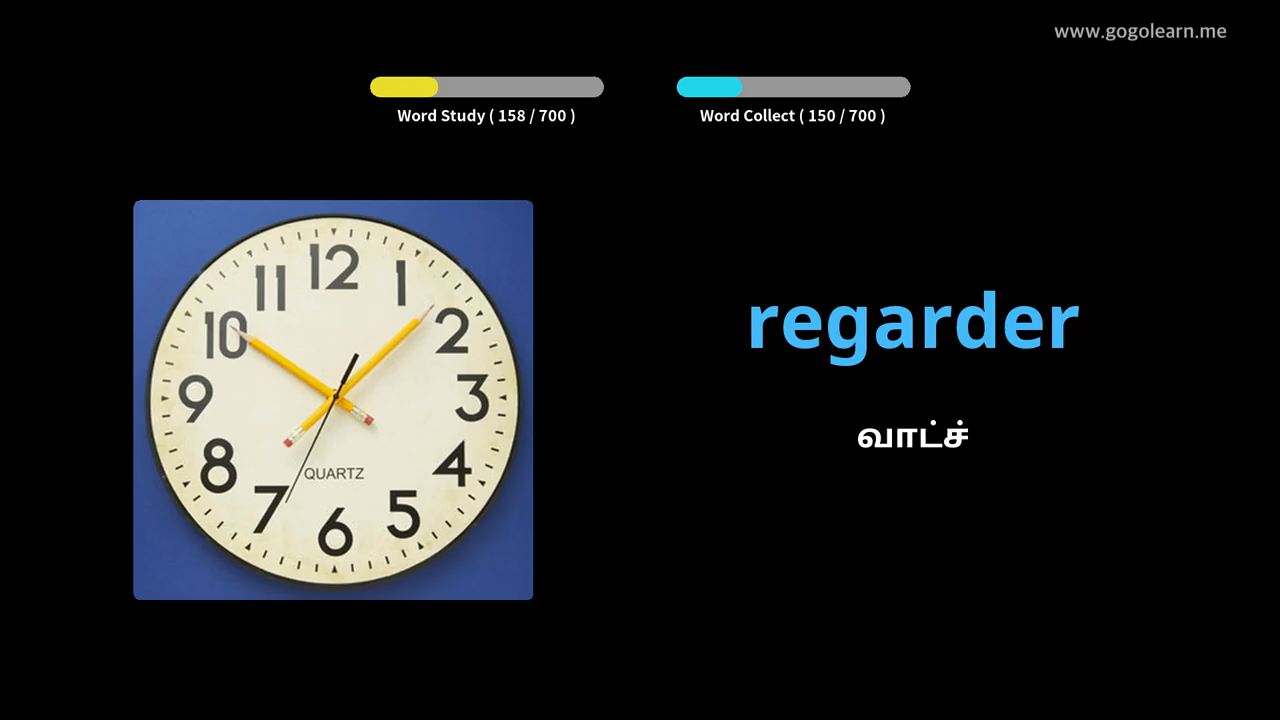 www.gogolearn.me
Word Study ( 158 / 700 )
Word Collect ( 150 / 700 )
12
11
1
10
2
9
3
8
4
QUARTZ
7
5
6
regarder
வாட்ச்